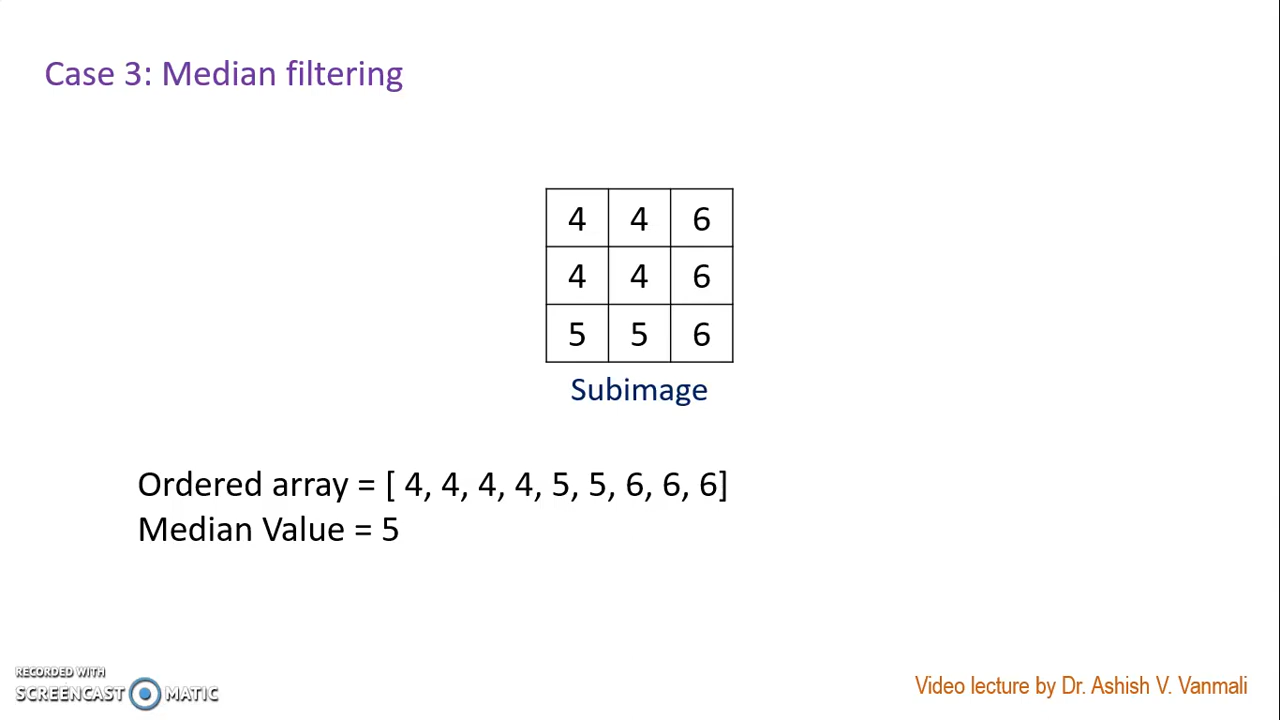 Case 3: Median filtering
4 4 6
4 4 6
5 5 6
Subimage
Ordered array = [ 4, 4, 4, 4, 5, 5, 6, 6, 6]
Median Value = 5
RECORDED WITH
SCREENCAST MATIC
Video lecture by Dr. Ashish V. Vanmali